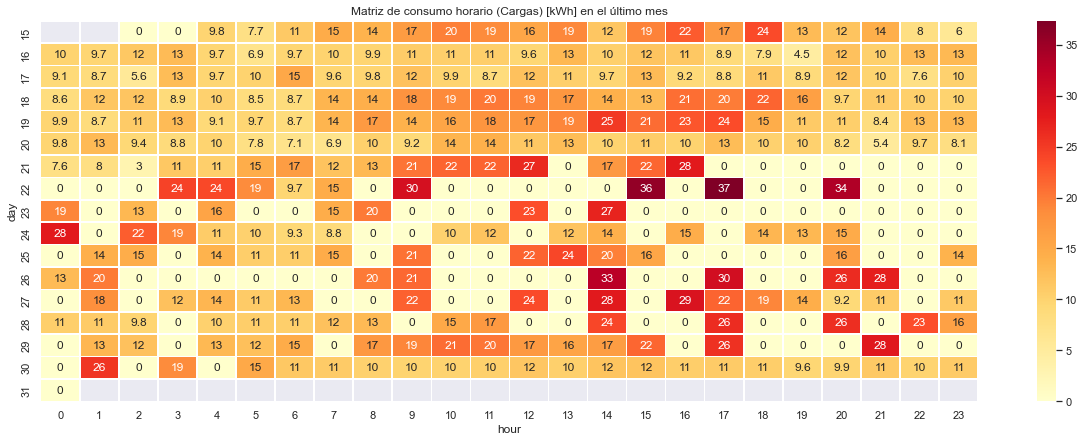 Matriz de consumo horario (Cargas) [kWh] en el último mes
15 0 0 9.8 7.7 11 15 14 17 20 19 16 19 12 19 22 17 24 13 12 14 8 6
16 10 9.7 12 13 9.7 6.9 9.7 10 9.9 11 11 11 9.6 13 10 12 11 8.9 7.9 4.5 12 10 13 13
17 9.1 8.7 5.6 13 9.7 10 15 9.6 9.8 12 9.9 8.7 12 11 9.7 13 9.2 8.8 11 8.9 12 10 7.6 10
18 8.6 12 12 8.9 10 8.5 8.7 14 14 18 19 20 19 17 14 13 21 20 22 16 9.7 11 10 10
19 9.9 8.7 11 13 9.1 9.7 8.7 14 17 14 16 18 17 19 25 21 23 24 15 11 11 8.4 13 13
20 9.8 13 9.4 8.8 10 7.8 7.1 6.9 10 9.2 14 14 11 13 10 11 10 13 10 10 8.2 5.4 9.7 8.1
21 7.6 8 3 11 11 15 17 12 13 21 22 22 27 0 17 22 28 0 0 0 0 0 0 0
22 0 0 0 24 24 19 9.7 15 0 30 0 0 0 0 0 36 0 37 0 0 34 0 0 0
23 19 0 13 0 16 0 0 15 20 0 0 0 23 0 27 0 0 0 0 0 0 0 0 0
24 28 0 22 19 11 10 9.3 8.8 0 0 10 12 0 12 14 0 15 0 14 13 15 0 0 0
25 0 14 15 0 14 11 11 15 0 21 0 0 22 24 20 16 0 0 0 0 16 0 0 14
26 13 20 0 0 0 0 0 0 20 21 0 0 0 0 33 0 0 30 0 0 26 28 0 0
27 0 18 0 12 14 11 13 0 0 22 0 0 24 0 28 0 29 22 19 14 9.2 11 0 11
28 11 11 9.8 0 10 11 11 12 13 0 15 17 0 0 24 0 0 26 0 0 26 0 23 16
29 0 13 12 0 13 12 15 0 17 19 21 20 17 16 17 22 0 26 0 0 0 28 0 0
30 0 26 0 19 0 15 11 11 10 10 10 10 12 10 12 12 11 11 11 9.6 9.9 11 10 11
31 0
day
0 1 2 3 4 5 6 7 8 9 10 11 12 13 14 15 16 17 18 19 20 21 22 23
hour
35
30
25
20
15
10
5
0